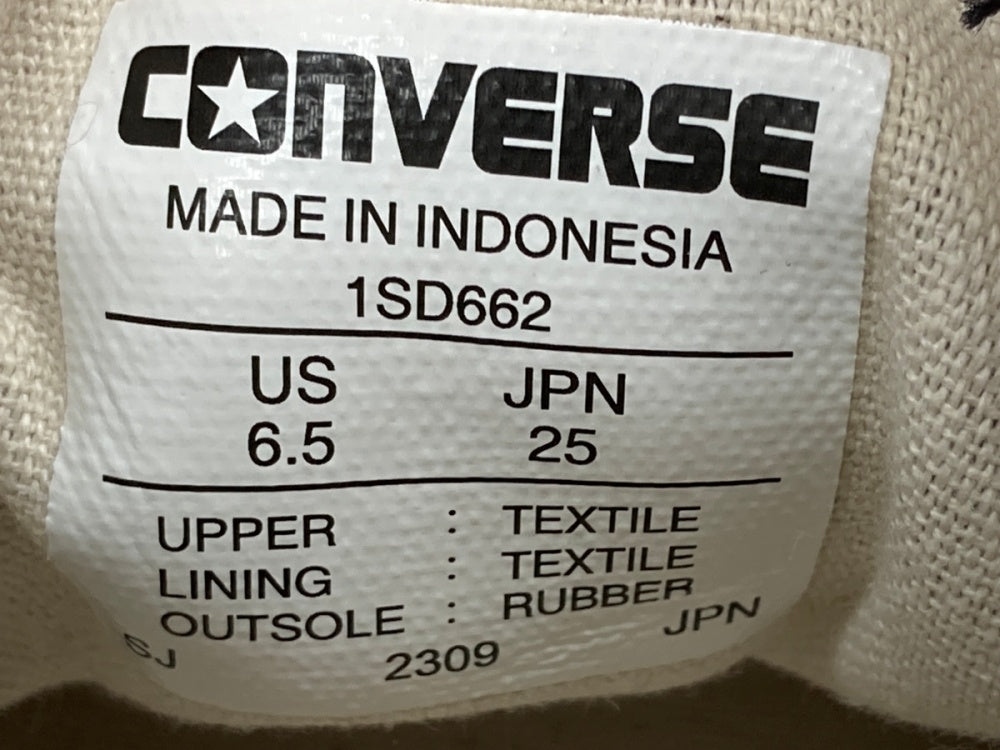 CONVERSE
MADE IN INDONESIA
1SD662
US JPN
6.5 25
UPPER : TEXTILE
LINING : TEXTILE
OUTSOLE : RUBBER
SJ 2309 JPN